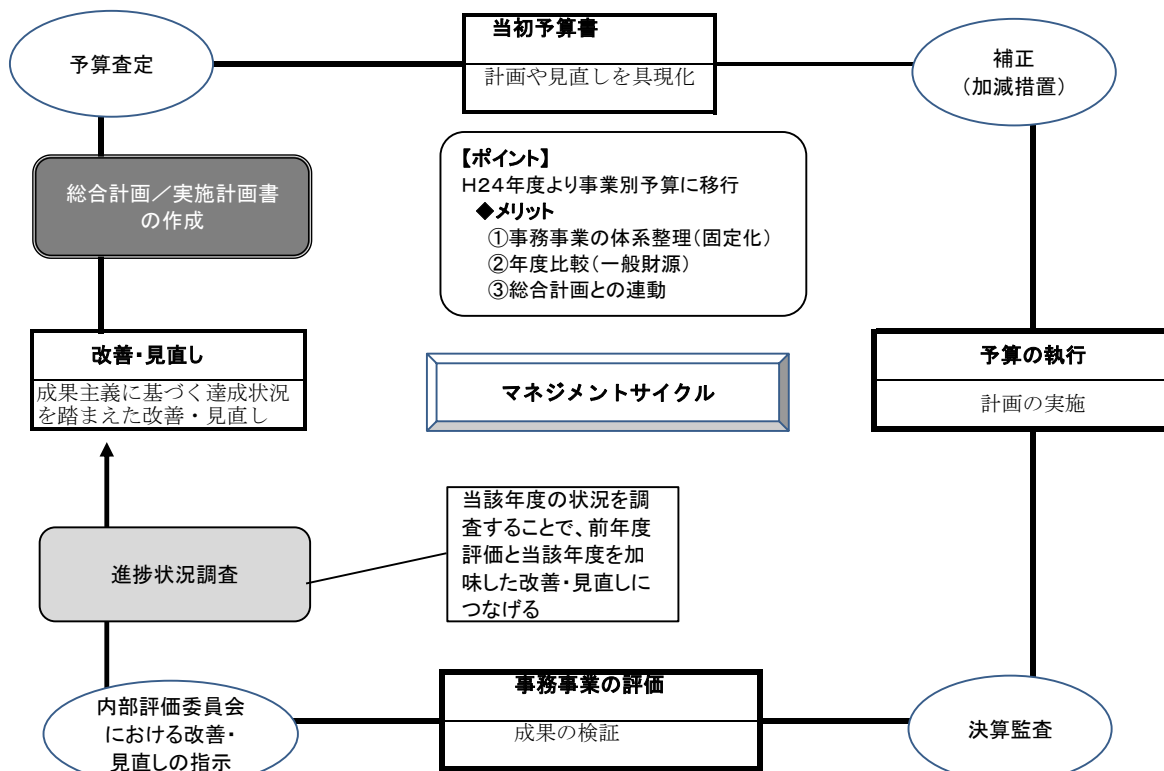 予算査定
当初予算書
計画や見直しを具現化
補正
(加減措置)
総合計画／実施計画書
の作成
【ポイント】
H24年度より事業別予算に移行
◆メリット
①事務事業の体系整理(固定化)
②年度比較(一般財源)
③総合計画との連動
改善・見直し
成果主義に基づく達成状況
を踏まえた改善・見直し
マネジメントサイクル
予算の執行
計画の実施
進捗状況調査
当該年度の状況を調
査することで、前年度
評価と当該年度を加
味した改善・見直しに
つなげる
内部評価委員会
における改善・
見直しの指示
事務事業の評価
成果の検証
決算監査